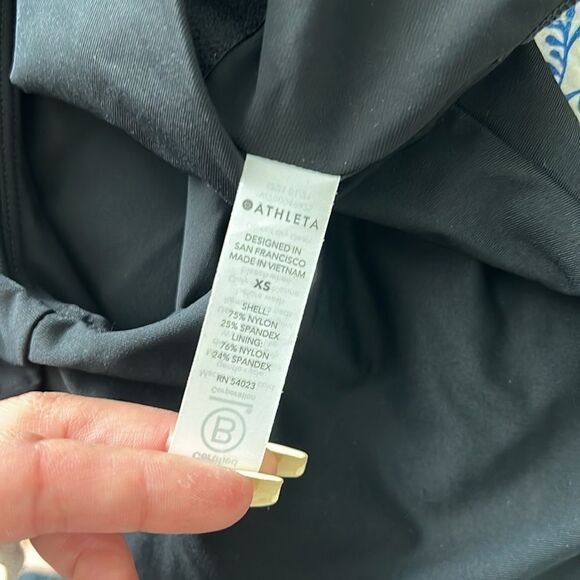 ATHLETA
DESIGNED IN
SAN FRANCISCO
MADE IN VIETNAM
XS
SHELL:
75% NYLON
25% SPANDEX
LINING:
76% NYLON
24% SPANDEX
RN 54023
Corporation
B
Certified